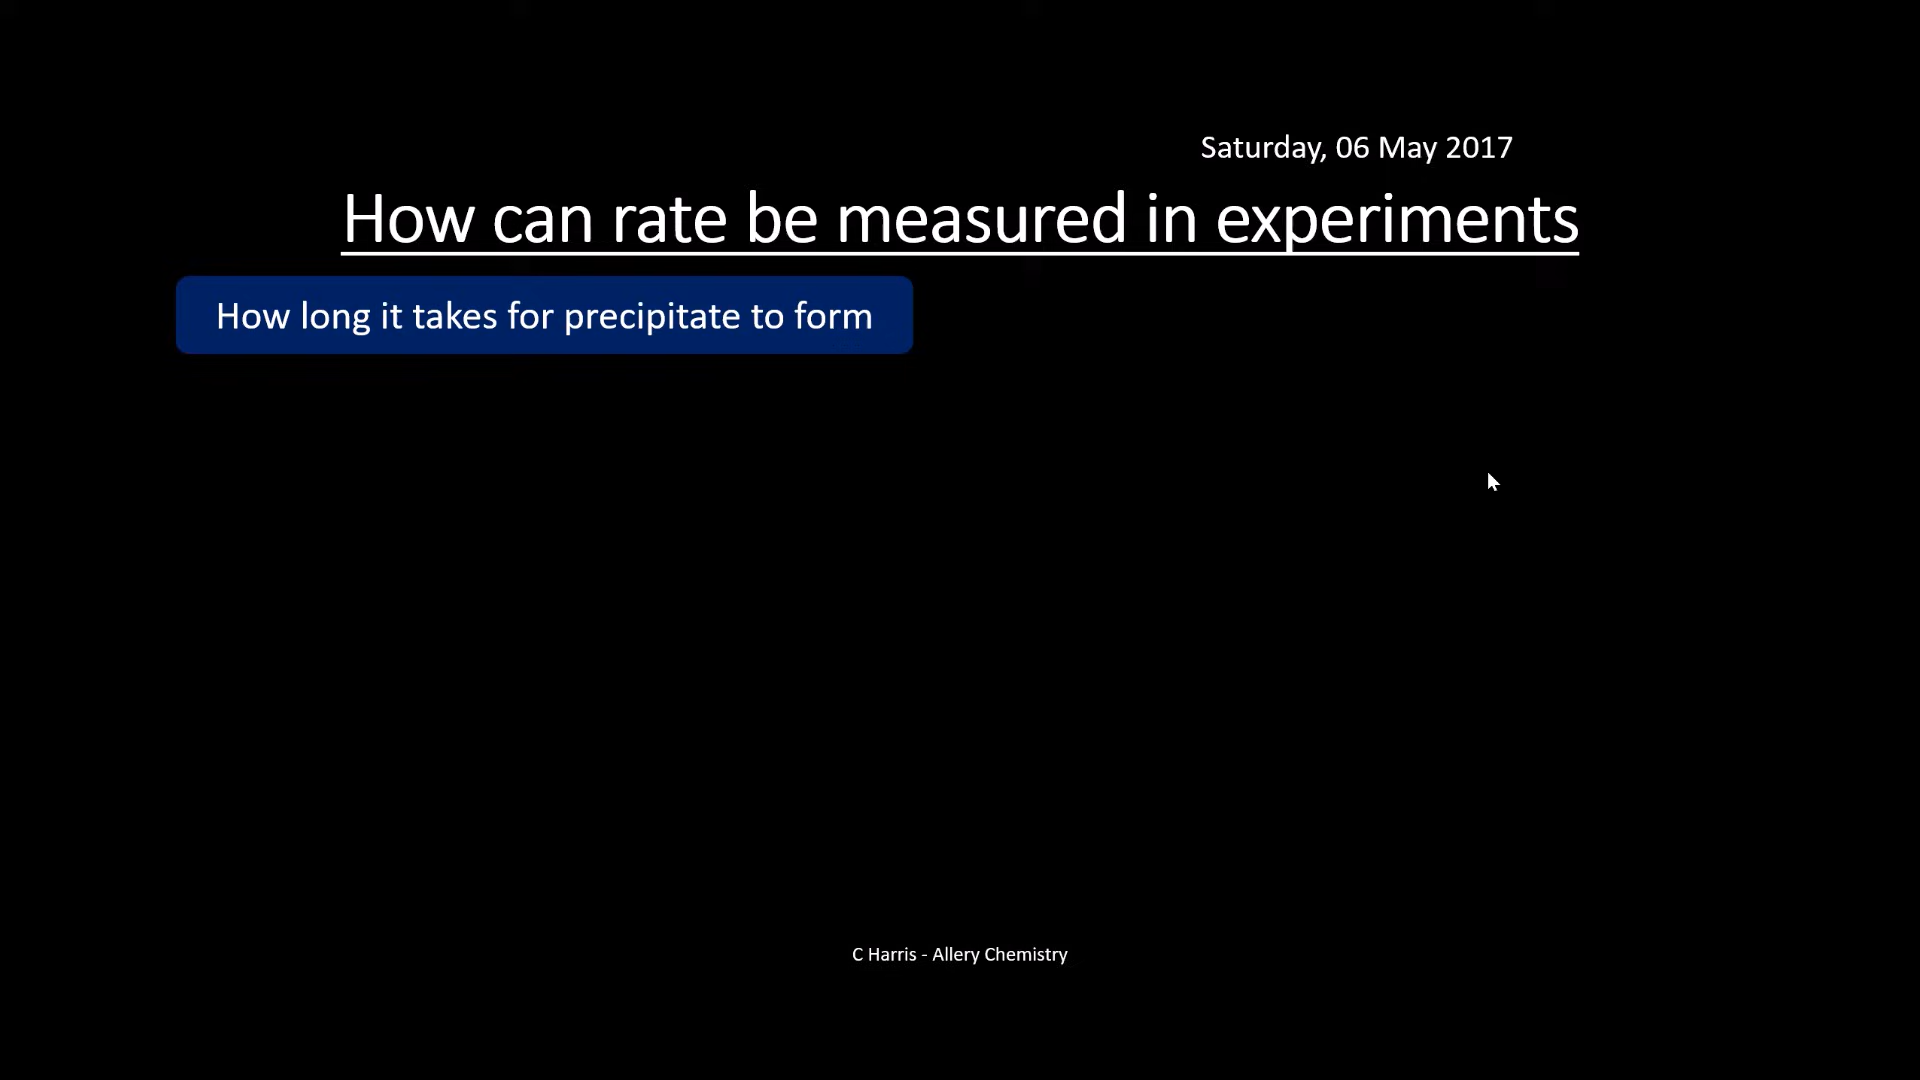 Saturday, 06 May 2017
How can rate be measured in experiments
How long it takes for precipitate to form
C Harris - Allery Chemistry